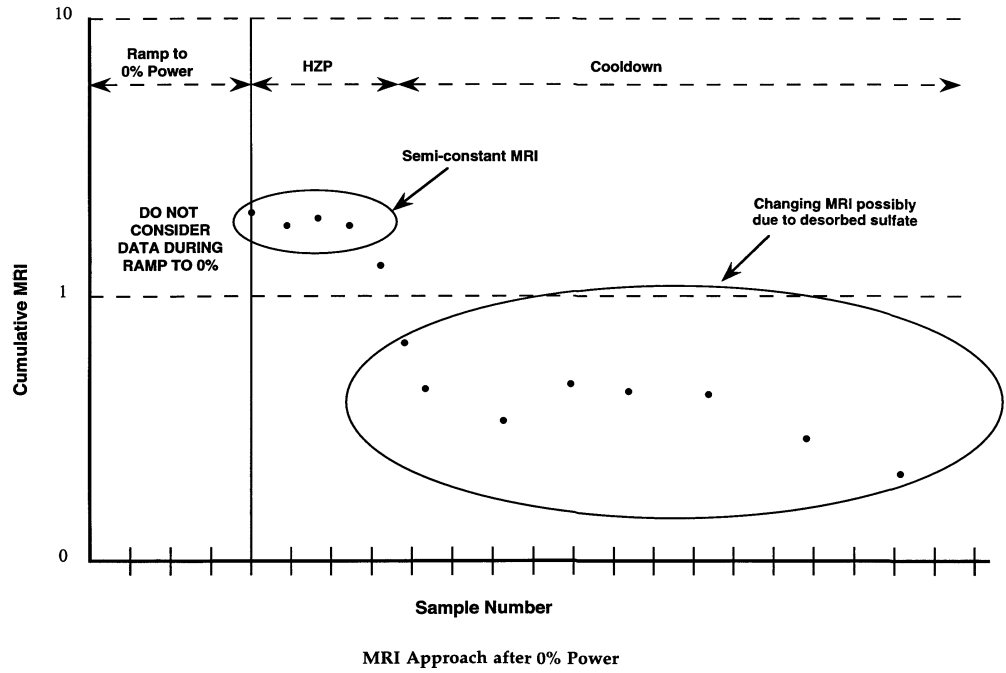 10
Ramp to
0% Power
HZP
Cooldown
Semi-constant MRI
DO NOT
CONSIDER
DATA DURING
RAMP TO 0%
Changing MRI possibly
due to desorbed sulfate
1
Cumulative MRI
0
Sample Number
MRI Approach after 0% Power